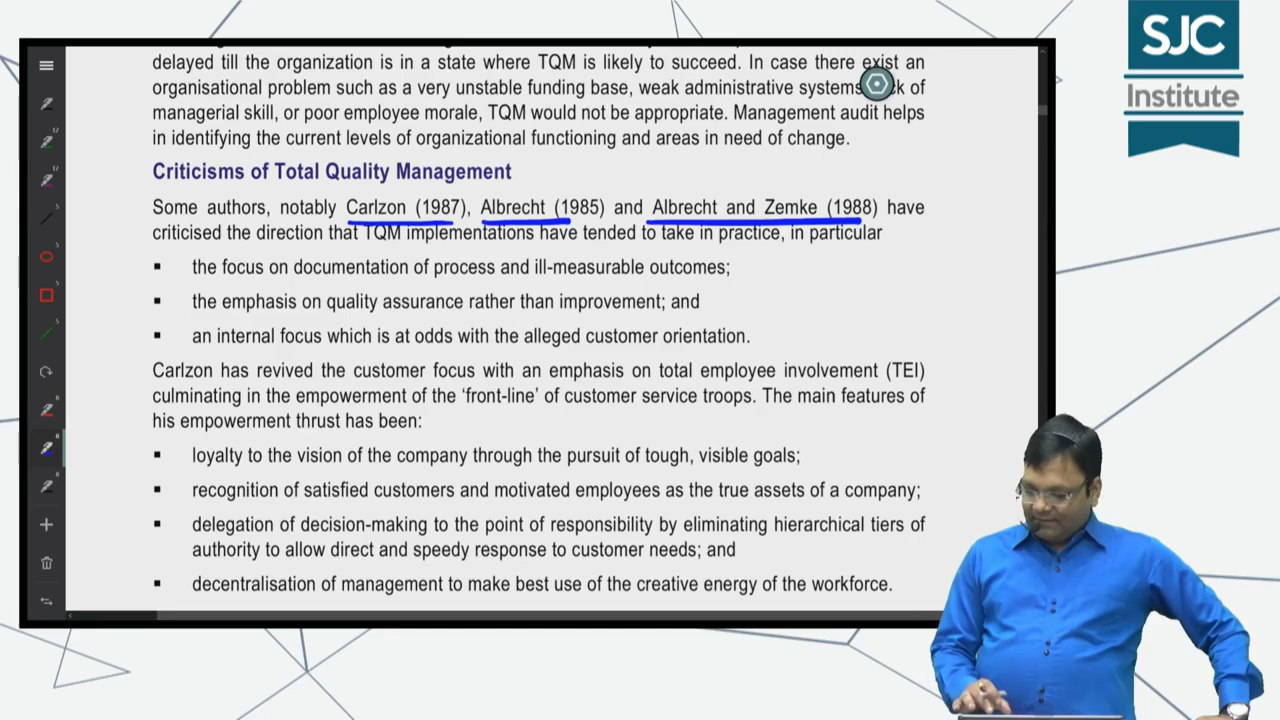 SJC
Institute
delayed till the organization is in a state where TQM is likely to succeed. In case there exist an
organisational problem such as a very unstable funding base, weak administrative systems, of
managerial skill, or poor employee morale, TQM would not be appropriate. Management audit helps
in identifying the current levels of organizational functioning and areas in need of change.
Criticisms of Total Quality Management
Some authors, notably Carlzon (1987), Albrecht (1985) and Albrecht and Zemke (1988) have
criticised the direction that TQM implementations have tended to take in practice, in particular
▪ the focus on documentation of process and ill-measurable outcomes;
▪ the emphasis on quality assurance rather than improvement; and
▪ an internal focus which is at odds with the alleged customer orientation.
Carlzon has revived the customer focus with an emphasis on total employee involvement (TEI)
culminating in the empowerment of the ‘front-line’ of customer service troops. The main features of
his empowerment thrust has been:
▪ loyalty to the vision of the company through the pursuit of tough, visible goals;
▪ recognition of satisfied customers and motivated employees as the true assets of a company;
▪ delegation of decision-making to the point of responsibility by eliminating hierarchical tiers of
authority to allow direct and speedy response to customer needs; and
▪ decentralisation of management to make best use of the creative energy of the workforce.